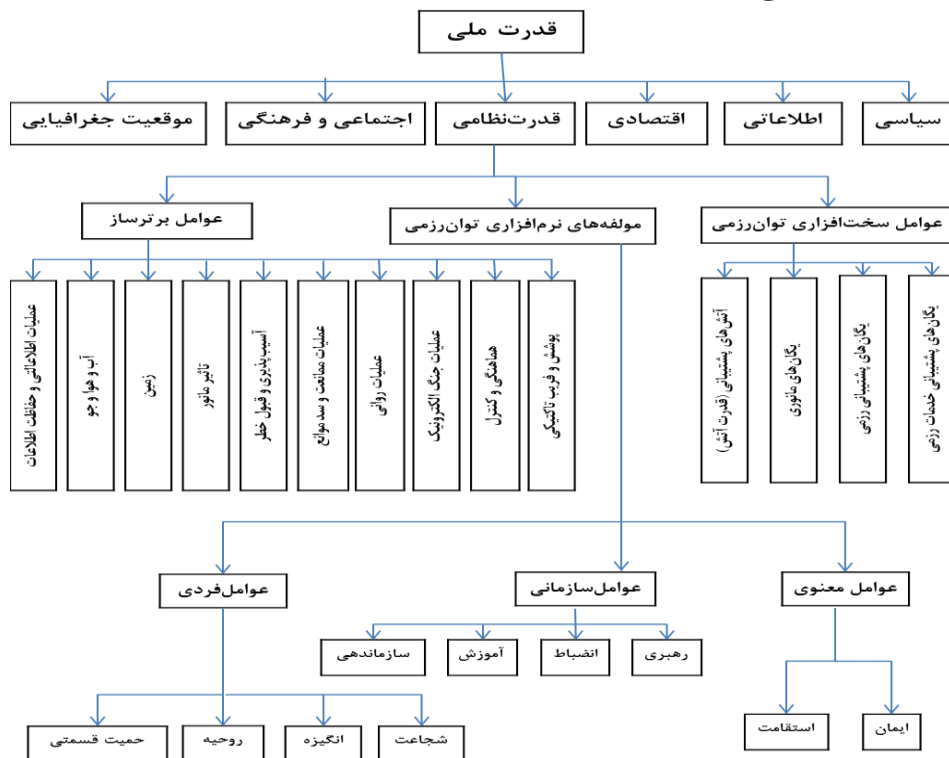 قدرت ملی
سیاسی
اطلاعاتی
اقتصادی
قدرت‌نظامی
اجتماعی و فرهنگی
موقعیت جغرافیایی
عوامل سخت‌افزاری توان‌رزمی
مولفه‌های نرم‌افزاری توان‌رزمی
عوامل برترساز
یگان‌های پشتیبانی خدمات رزمی
یگان‌های پشتیبانی رزمی
یگان‌های مانوری
آتش‌های پشتیبانی (قدرت آتش)
پوشش و فریب تاکتیکی
هماهنگی و کنترل
عملیات جنگ الکترونیک
عملیات روانی
عملیات ممانعت و سد موانع
آسیب‌پذیری و قبول خطر
تاثیر مانور
زمین
آب و هوا و جو
عملیات اطلاعاتی و حفاظت اطلاعات
عوامل معنوی
عوامل‌سازمانی
عوامل‌فردی
رهبری
انضباط
آموزش
سازماندهی
ایمان
استقامت
شجاعت
انگیزه
روحیه
حمیت قسمتی